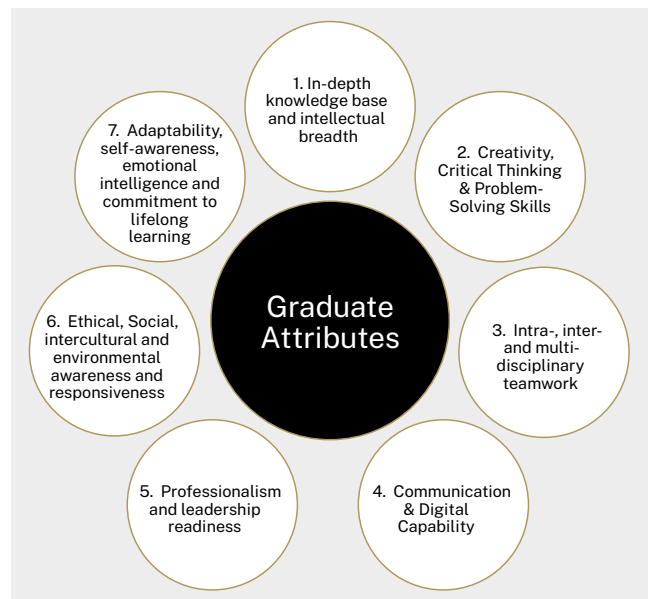 1. In-depth
knowledge base
and intellectual
breadth
2. Creativity,
Critical Thinking
& Problem-
Solving Skills
3. Intra-, inter-
and multi-
disciplinary
teamwork
4. Communication
& Digital
Capability
5. Professionalism
and leadership
readiness
6. Ethical, Social,
intercultural and
environmental
awareness and
responsiveness
7. Adaptability,
self-awareness,
emotional
intelligence and
commitment to
lifelong
learning
Graduate
Attributes